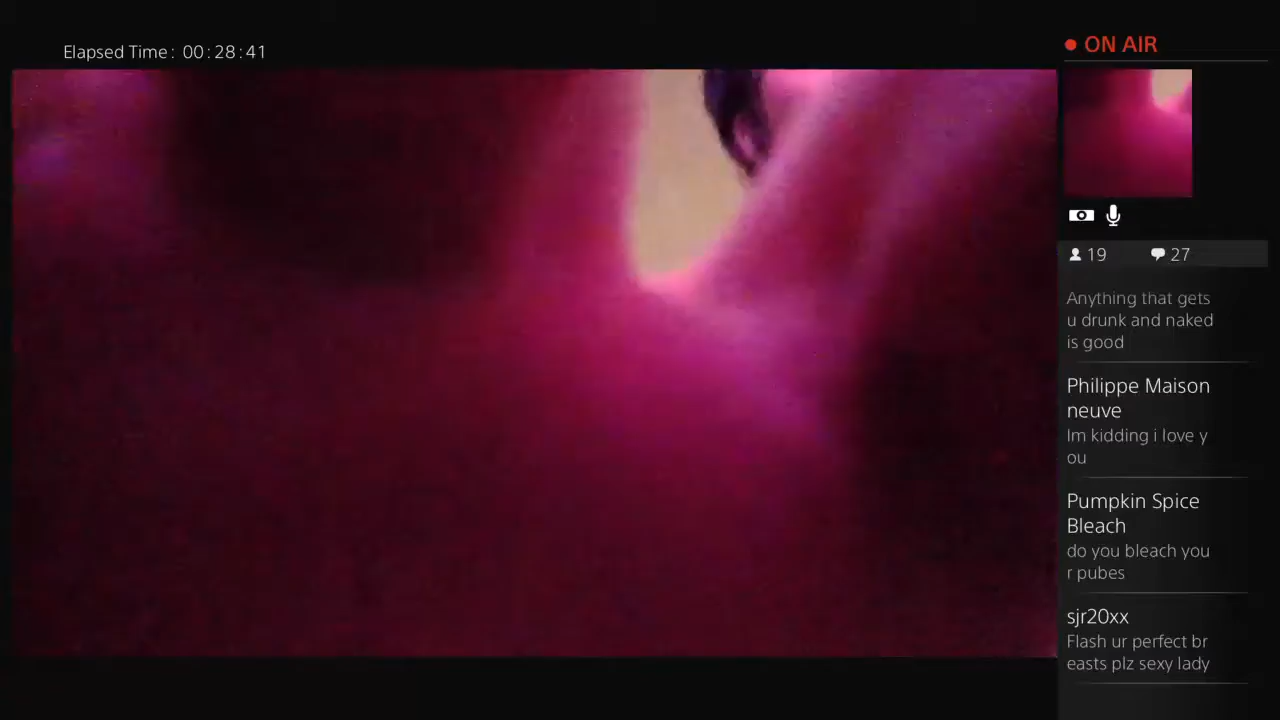 Elapsed Time: 00:28:41
ON AIR
19 27
Anything that gets
u drunk and naked
is good
Philippe Maison
neuve
Im kidding i love y
ou
Pumpkin Spice
Bleach
do you bleach you
r pubes
sjr20xx
Flash ur perfect br
easts plz sexy lady